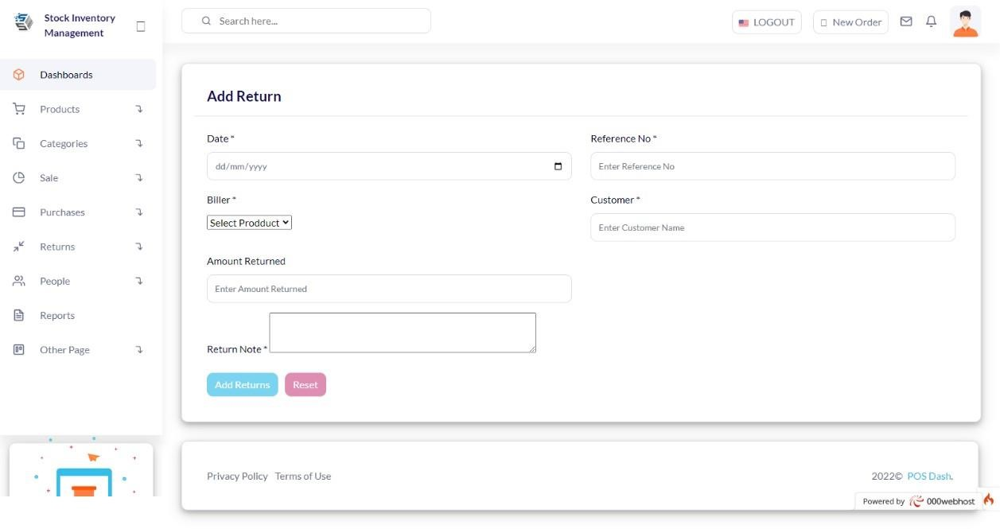 Stock Inventory
Management
Search here...
LOGOUT
New Order
Dashboards
Products
Categories
Sale
Purchases
Returns
People
Reports
Other Page
Add Return
Date *
Reference No *
dd/mm/yyyy
Enter Reference No
Biller *
Customer *
Select Prodduct
Enter Customer Name
Amount Returned
Enter Amount Returned
Return Note *
Add Returns Reset
Privacy Policy Terms of Use
2022© POS Dash.
Powered by 000webhost